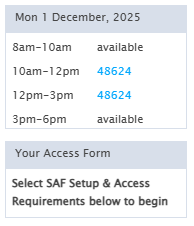 Mon 1 December, 2025
8am-10am available
10am-12pm 48624
12pm-3pm 48624
3pm-6pm available
Your Access Form
Select SAF Setup & Access
Requirements below to begin